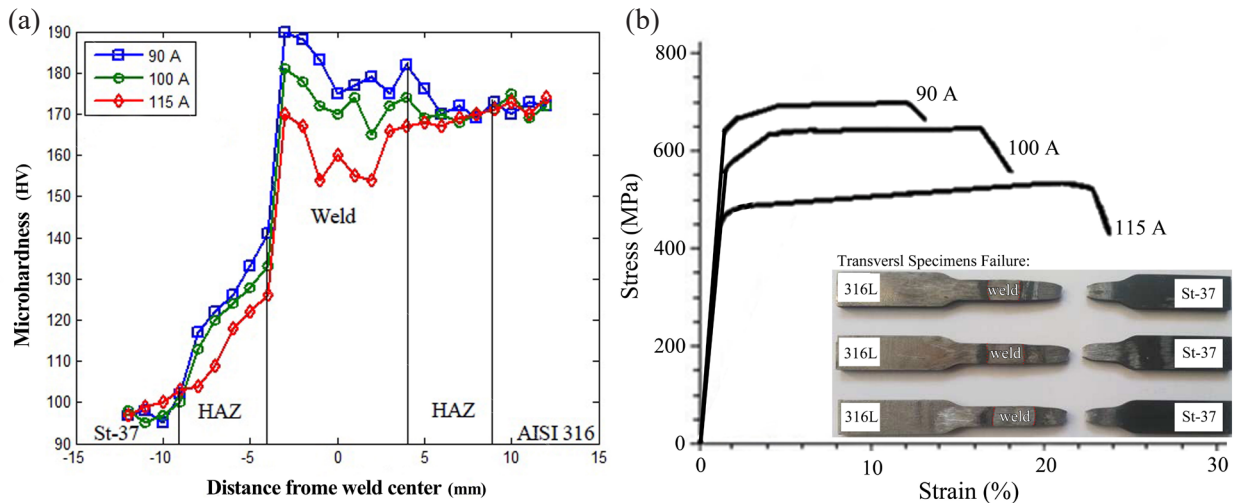 (a)
190
180
170
160
150
140
130
120
110
100
90
Microhardness (HV)
90 A
100 A
115 A
Weld
HAZ
HAZ
St-37
AISI 316
-15
-10
-5
0
5
10
15
Distance frome weld center (mm)
(b)
800
600
400
200
0
Stress (MPa)
90 A
100 A
115 A
Transversl Specimens Failure:
316L
weld
St-37
316L
weld
St-37
316L
weld
St-37
0
10
20
30
Strain (%)